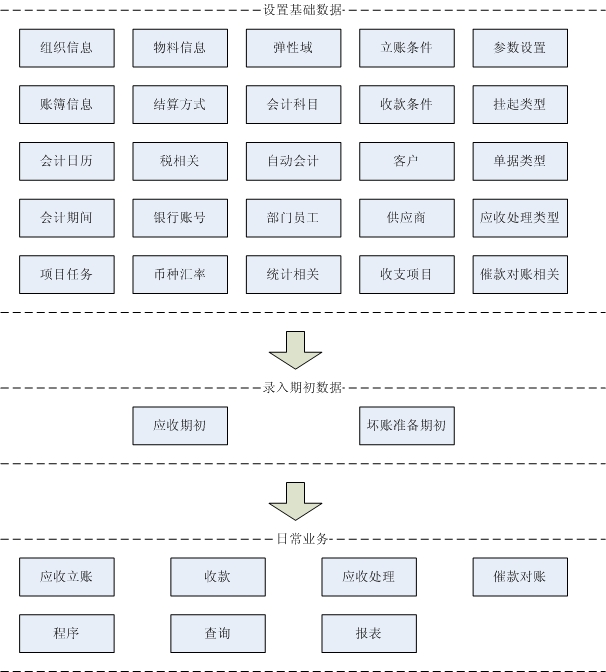 设置基础数据
组织信息 物料信息 弹性域 立账条件 参数设置
账簿信息 结算方式 会计科目 收款条件 挂起类型
会计日历 税相关 自动会计 客户 单据类型
会计期间 银行账号 部门员工 供应商 应收处理类型
项目任务 币种汇率 统计相关 收支项目 催款对账相关
录入期初数据
应收期初 坏账准备期初
日常业务
应收立账 收款 应收处理 催款对账
程序 查询 报表